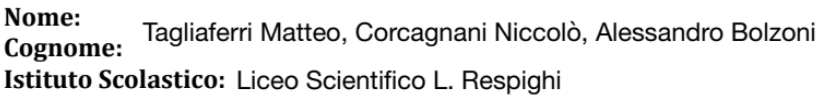 Nome:
Cognome: Tagliaferri Matteo, Corcagnani Niccolò, Alessandro Bolzoni
Istituto Scolastico: Liceo Scientifico L. Respighi